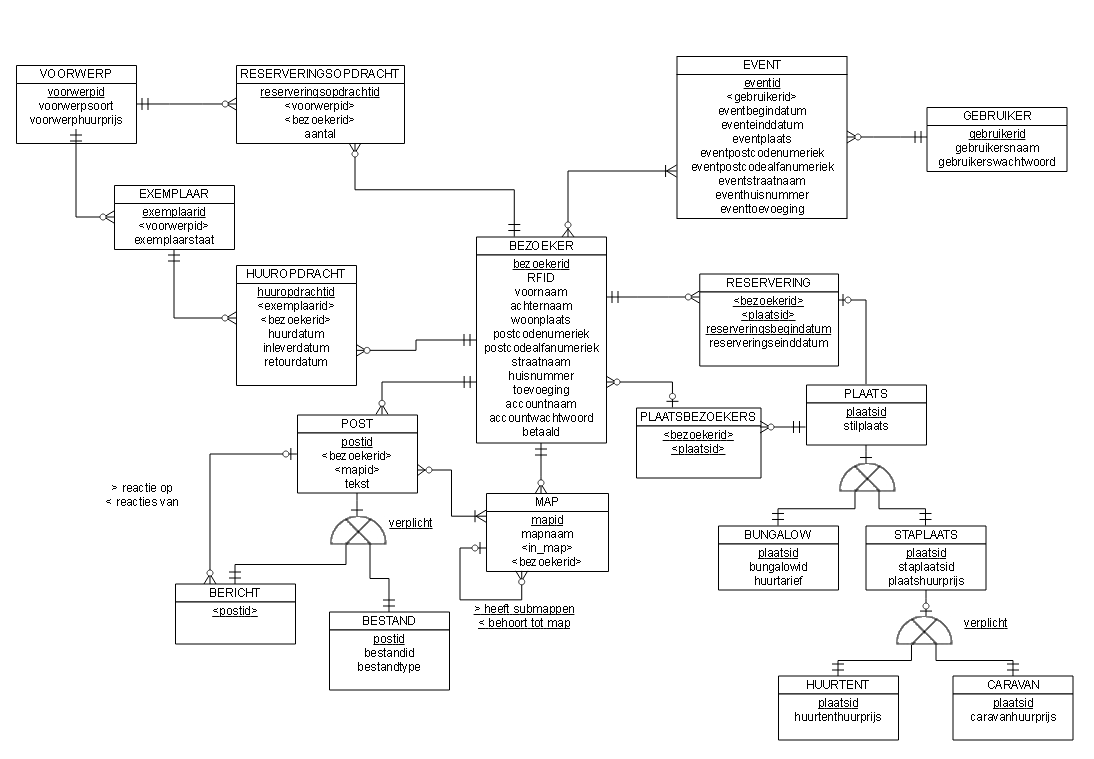 VOORWERP
voorwerpid
voorwerpsoort
voorwerphuurprijs
RESERVERINGSOPDRACHT
reserveringsopdrachtid
<voorwerpid>
<bezoekerid>
aantal
EVENT
eventid
<gebruikerid>
eventbegindatum
eventeinddatum
eventplaats
eventpostcodenumeriek
eventpostcodealfanumeriek
eventstraatnaam
eventhuisnummer
eventtoevoeging
GEBRUIKER
gebruikerid
gebruikersnaam
gebruikerswachtwoord
EXEMPLAAR
exemplaarid
<voorwerpid>
exemplaarstaat
HUUROPDRACHT
huuropdrachtid
<exemplaarid>
<bezoekerid>
huurdatum
inleverdatum
retourdatum
BEZOEKER
bezoekerid
RFID
voornaam
achternaam
woonplaats
postcodenumeriek
postcodealfanumeriek
straatnaam
huisnummer
toevoeging
accountnaam
accountwachtwoord
betaald
RESERVERING
<bezoekerid>
<plaatsid>
reserveringsbegindatum
reserveringseinddatum
PLAATS
plaatsid
stilplaats
PLAATSBEZOEKERS
<bezoekerid>
<plaatsid>
POST
postid
<bezoekerid>
<mapid>
tekst
> reactie op
< reacties van
verplicht
MAP
mapid
mapnaam
<in_map>
<bezoekerid>
> heeft submappen
< behoort tot map
BERICHT
<postid>
BESTAND
postid
bestandid
bestandtype
BUNGALOW
plaatsid
bungalowid
huurtarief
STAPLAATS
plaatsid
staplaatsid
plaatshuurprijs
verplicht
HUURTENT
plaatsid
huurtenthuurprijs
CARAVAN
plaatsid
caravanhuurprijs